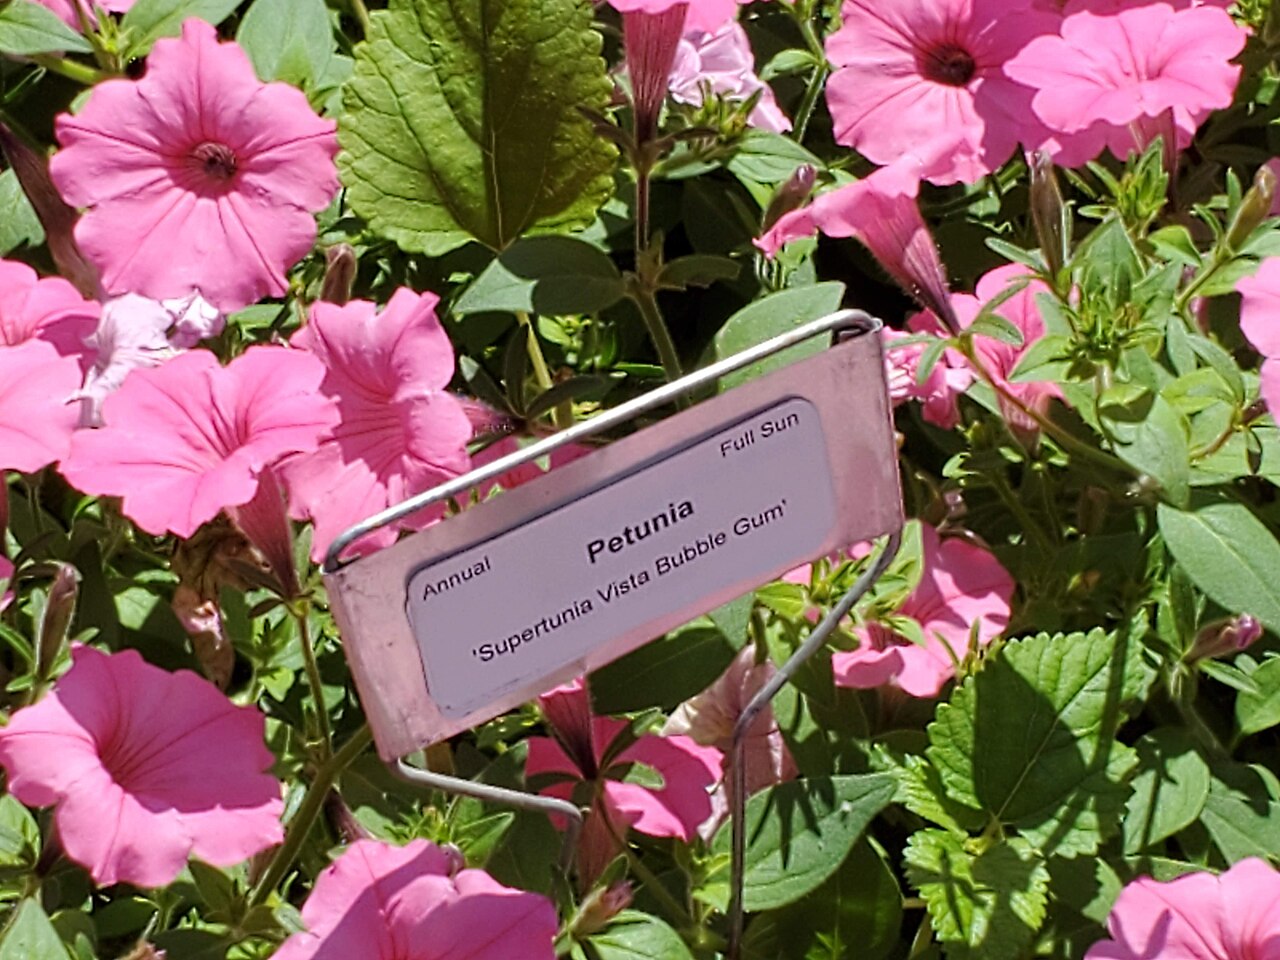 Annual
Full Sun
Petunia
'Supertunia Vista Bubble Gum'